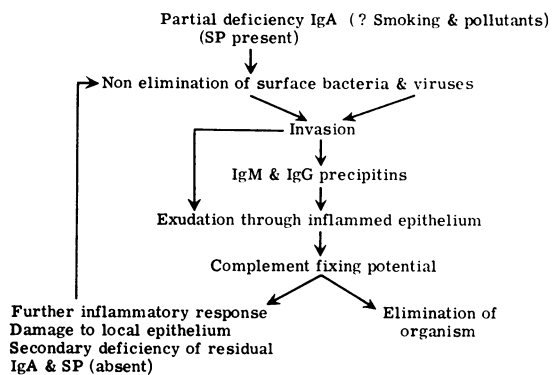 Partial deficiency IgA (? Smoking & pollutants)
(SP present)
Non elimination of surface bacteria & viruses
Invasion
IgM & IgG precipitins
Exudation through inflammed epithelium
Complement fixing potential
Further inflammatory response
Damage to local epithelium
Secondary deficiency of residual
IgA & SP (absent)
Elimination of
organism